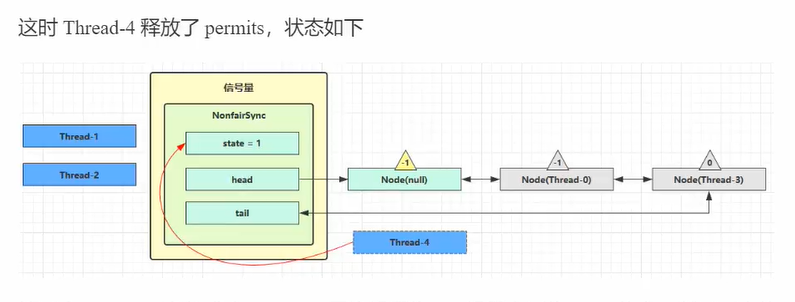 这时 Thread-4 释放了 permits，状态如下
信号量
NonfairSync
Thread-1
state = 1
-1
-1
0
Thread-2
head
Node(null)
Node(Thread-0)
Node(Thread-3)
tail
Thread-4